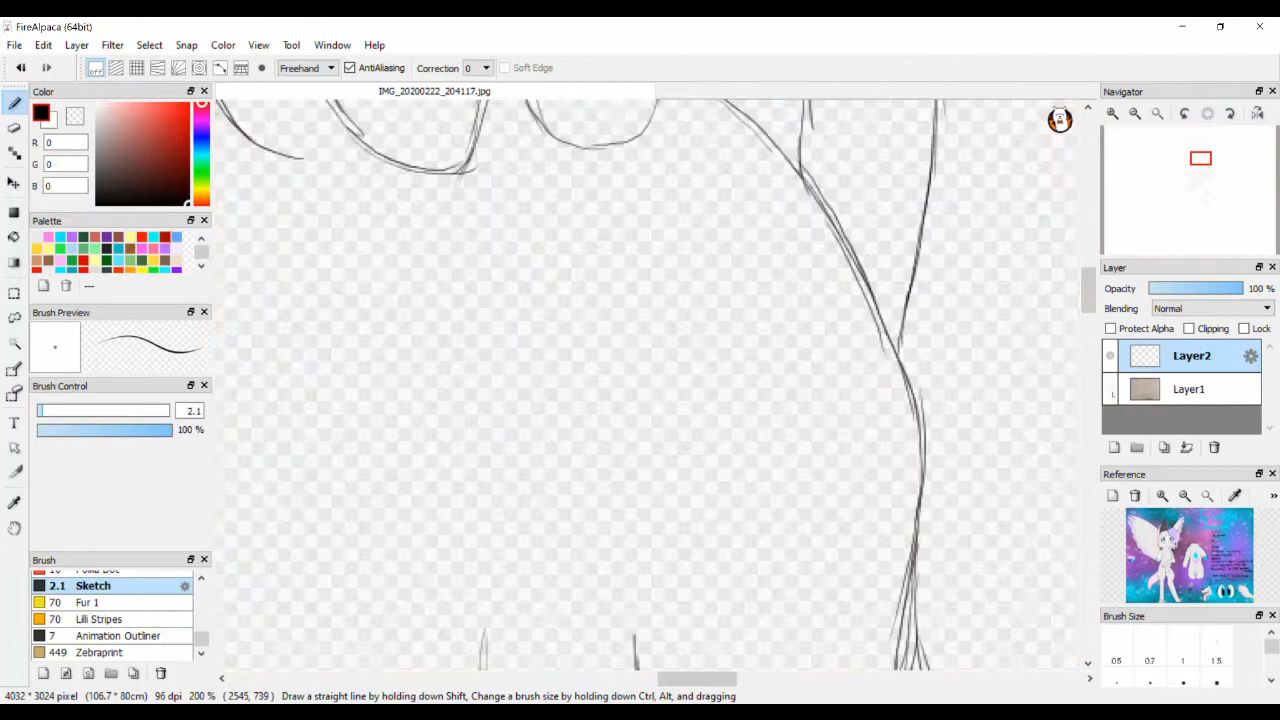 FireAlpaca (64bit)
File Edit Layer Filter Select Snap Color View Tool Window Help
off Freehand AntiAliasing Correction 0 Soft Edge
Color
IMG_20200222_204117.jpg
Navigator
R 0
G 0
B 0
Palette
---
Brush Preview
Brush Control
2.1
100 %
Layer
Opacity 100 %
Blending Normal
Protect Alpha Clipping Lock
Layer2
Layer1
Reference
»
Brush
2.1 Sketch
70 Fur 1
70 Lilli Stripes
7 Animation Outliner
449 Zebraprint
Brush Size
0.5 0.7 1 1.5
4032 * 3024 pixel (106.7 * 80cm) 96 dpi 200 % ( 2545, 739 ) Draw a straight line by holding down Shift, Change a brush size by holding down Ctrl, Alt, and dragging